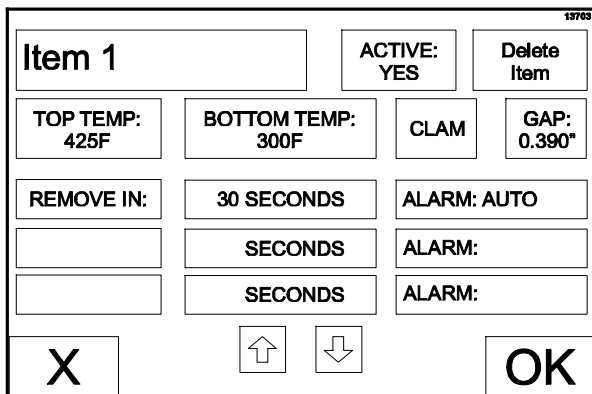 13703
Item 1
ACTIVE:
YES
Delete
Item
TOP TEMP:
425F
BOTTOM TEMP:
300F
CLAM
GAP:
0.390"
REMOVE IN:
30 SECONDS
ALARM: AUTO
SECONDS
ALARM:
SECONDS
ALARM:
X
OK